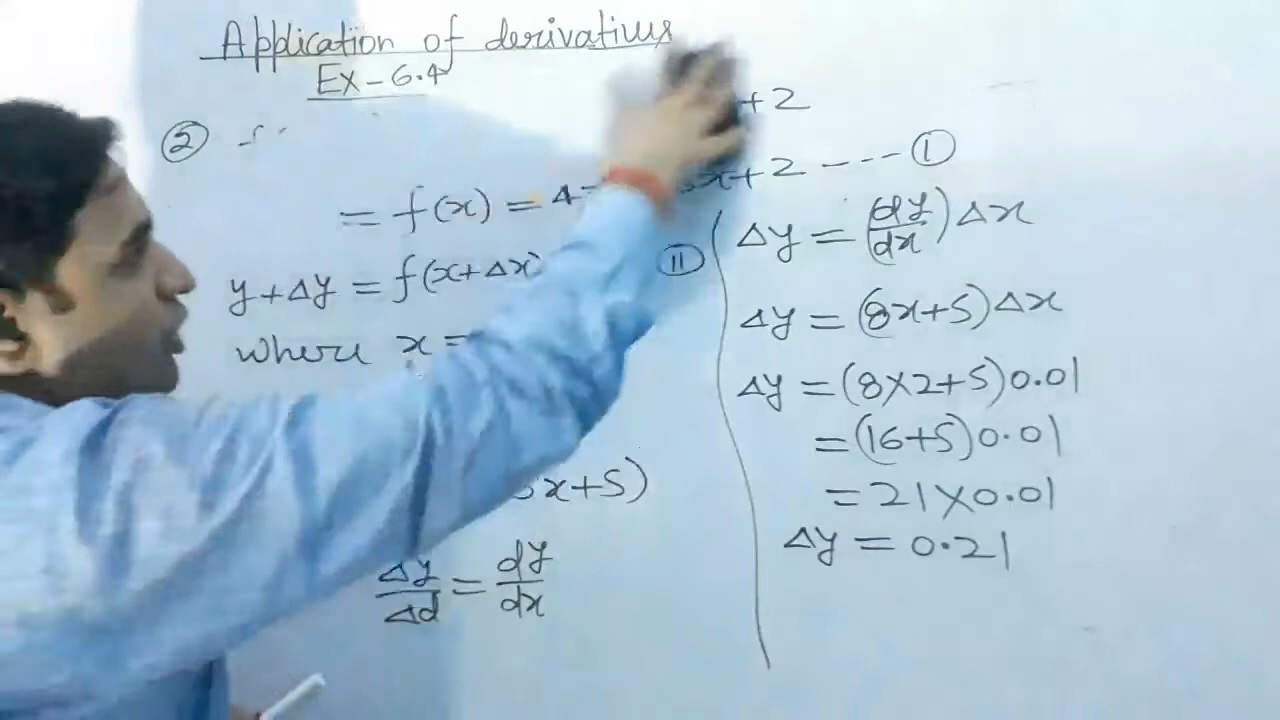 Application of derivatives
Ex - 6.4
②
+2
= f(x) = 4 x+2 ---- ①
y+Δy = f(x+Δx) ⑪
where x =
x+5)
Δy/Δd = dy/dx
Δy = (dy/dx) Δx
Δy = (8x+5)Δx
Δy = (8×2+5)0.01
= (16+5)0.01
= 21×0.01
Δy = 0.21